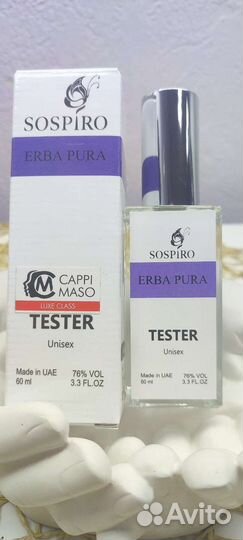 SOSPIRO
ERBA PURA
CAPPI
MASO
LUXE CLASS
TESTER
Unisex
Made in UAE 76% VOL
60 ml 3.3 FL.OZ
SOSPIRO
ERBA PURA
TESTER
Unisex
Made in UAE 76% VOL
60 ml 3.3 FL.OZ
Avito